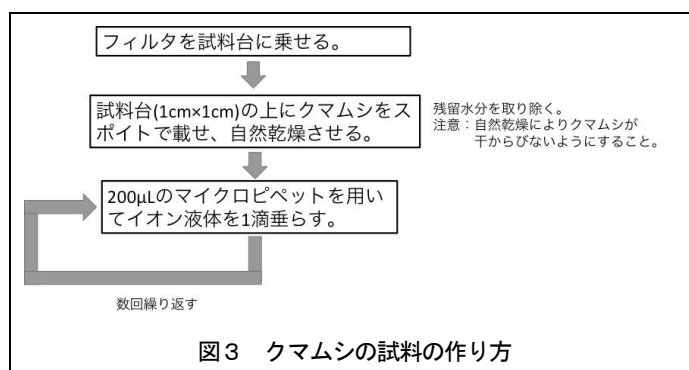 フィルタを試料台に乗せる。
試料台(1cm×1cm)の上にクマムシをス
ポイトで載せ、自然乾燥させる。
残留水分を取り除く。
注意：自然乾燥によりクマムシが
干からびないようにすること。
200μLのマイクロピペットを用い
てイオン液体を1滴垂らす。
数回繰り返す
図３　クマムシの試料の作り方